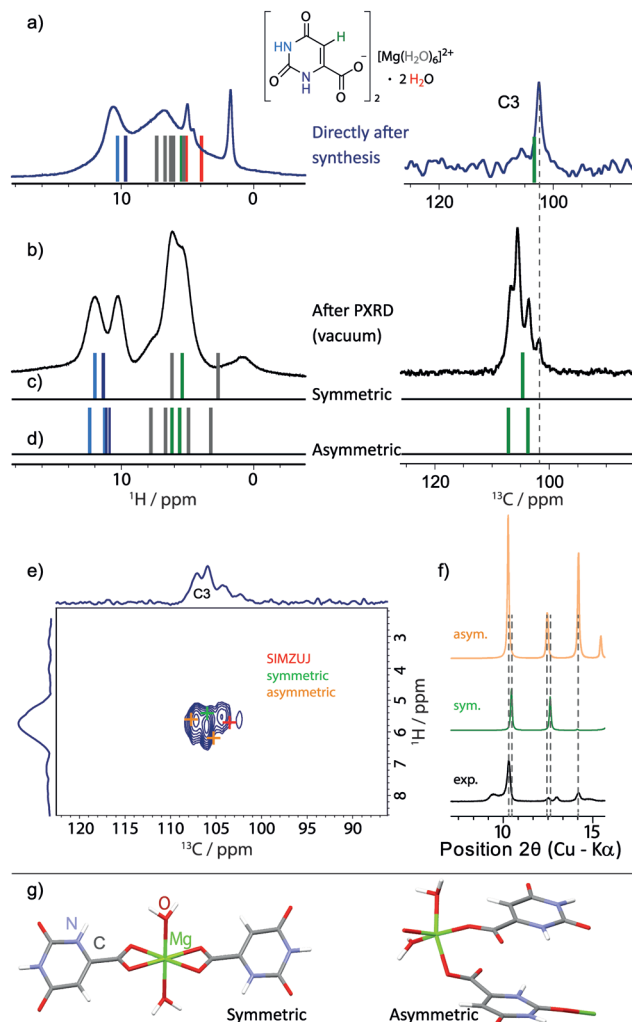 a)
O
H
HN
O
N
H
O
O⁻
2
[Mg(H₂O)₆]²⁺
· 2 H₂O
Directly after
synthesis
C3
10
0
120
100
b)
After PXRD
(vacuum)
c)
Symmetric
d)
Asymmetric
10
0
¹H / ppm
120
100
¹³C / ppm
e)
C3
SIMZUJ
symmetric
asymmetric
3
4
5
6
7
8
¹H / ppm
120
115
110
105
100
95
90
¹³C / ppm
f)
asym.
sym.
exp.
10
15
Position 2θ (Cu - Kα)
g)
N
C
O
Mg
Symmetric
Asymmetric